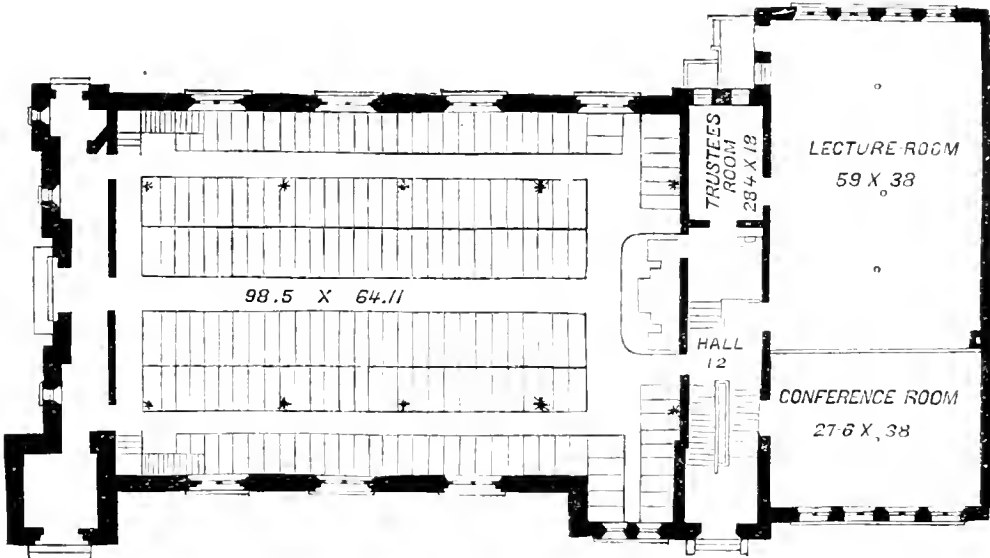 98.5 X 64.11
TRUSTEES
ROOM
28.4 X 18
LECTURE-ROOM
59 X 38
HALL
12
CONFERENCE ROOM
27.6 X 38